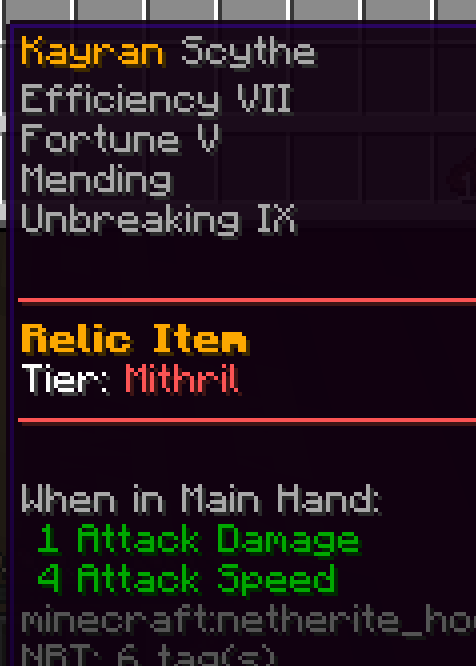 Kayran Scythe
Efficiency VII
Fortune V
Mending
Unbreaking IX
Relic Item
Tier: Mithril
When in Main Hand:
1 Attack Damage
4 Attack Speed
minecraft:netherite_ho
NBT: 6 tag(s)